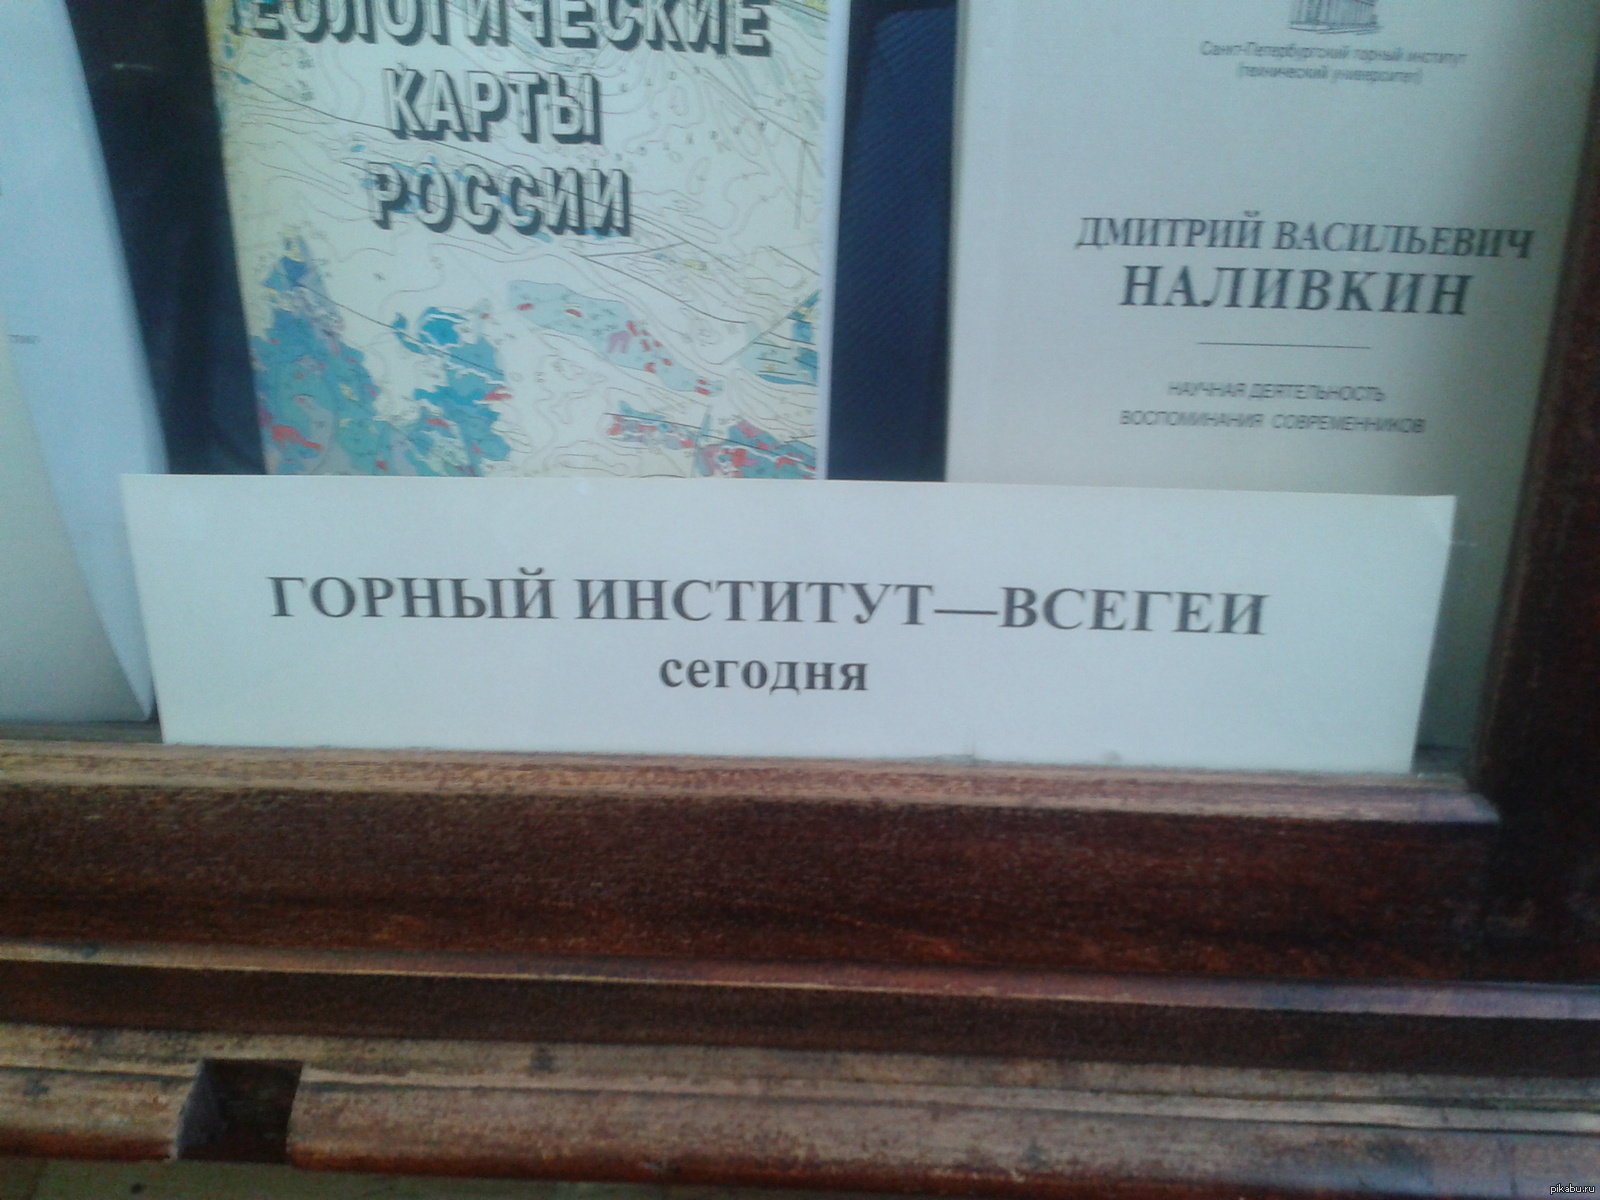 ЕОЛОГИЧЕСКИЕ
КАРТЫ
РОССИИ
Санкт-Петербургский горный институт
(технический университет)
ДМИТРИЙ ВАСИЛЬЕВИЧ
НАЛИВКИН
НАУЧНАЯ ДЕЯТЕЛЬНОСТЬ
ВОСПОМИНАНИЯ СОВРЕМЕННИКОВ
ГОРНЫЙ ИНСТИТУТ—ВСЕГЕИ
сегодня
pikabu.ru